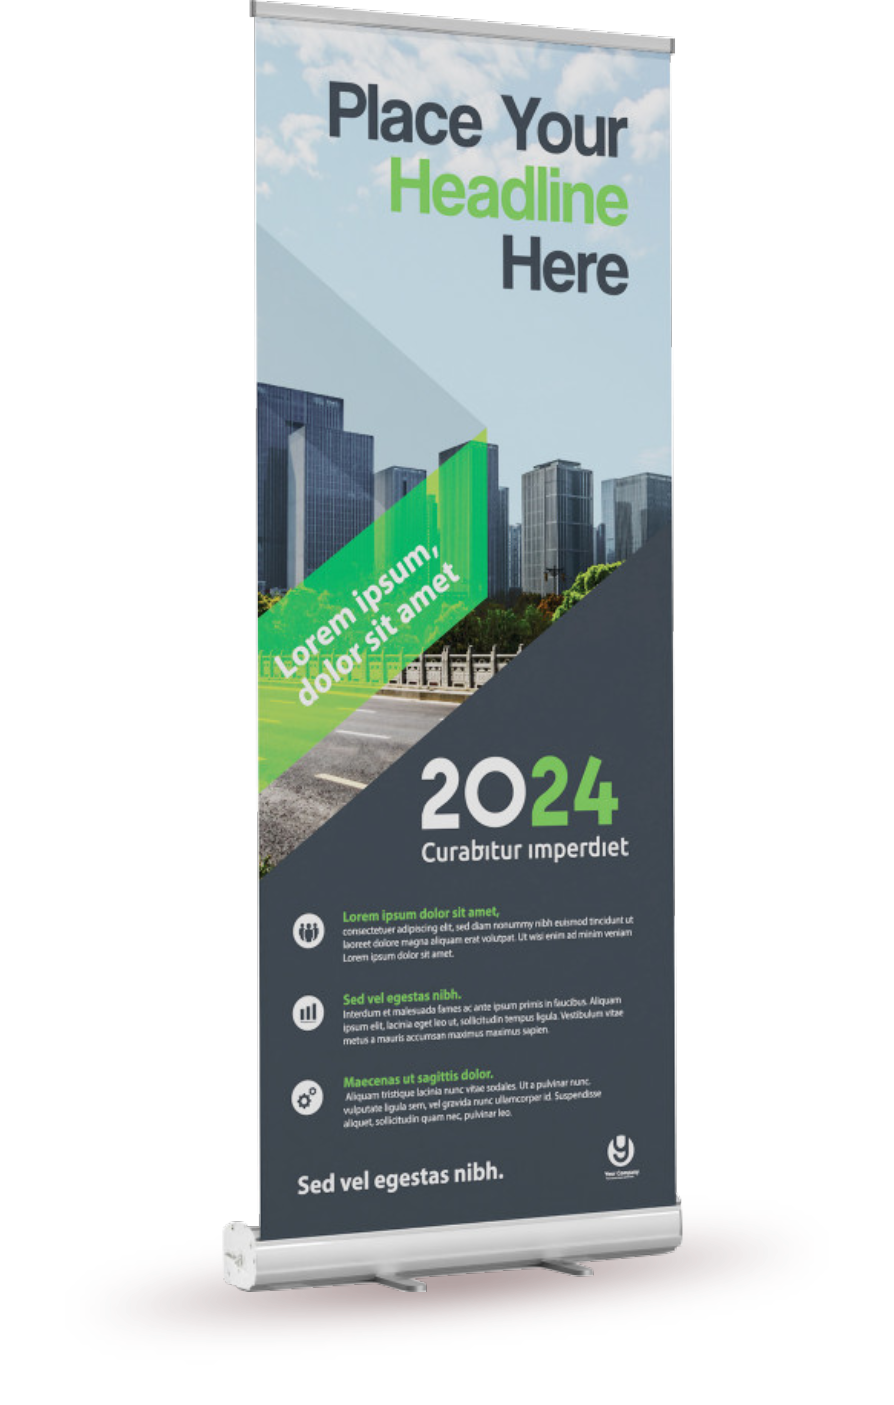 Place Your
Headline
Here
Lorem ipsum,
dolor sit amet
2024
Curabitur imperdiet
Lorem ipsum dolor sit amet,
consectetuer adipiscing elit, sed diam nonummy nibh euismod tincidunt ut
laoreet dolore magna aliquam erat volutpat. Ut wisi enim ad minim veniam
Lorem ipsum dolor sit amet.
Sed vel egestas nibh.
Interdum et malesuada fames ac ante ipsum primis in faucibus. Aliquam
ipsum elit, lacinia eget leo ut, sollicitudin tempus ligula. Vestibulum vitae
metus a mauris accumsan maximus maximus sapien.
Maecenas ut sagittis dolor.
Aliquam tristique lacinia nunc vitae sodales. Ut a pulvinar nunc.
vulputate ligula sem, vel gravida nunc ullamcorper id. Suspendisse
aliquet, sollicitudin quam nec, pulvinar leo.
Your Company
Sed vel egestas nibh.